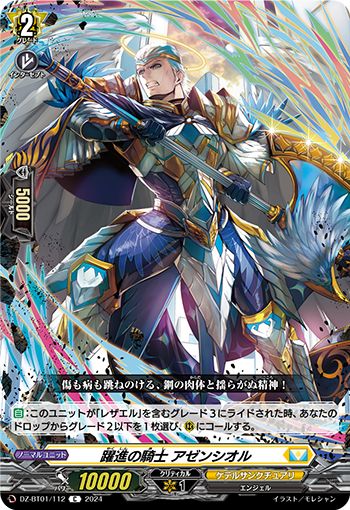 2
グレード
インターセプト
5000
シールド
傷も病も跳ねのける、鋼の肉体と揺らがぬ精神！
自:このユニットが「レザエル」を含むグレード3にライドされた時、あなたの
ドロップからグレード2以下を1枚選び、Ⓡにコールする。
ノーマルユニット
躍進の騎士 アゼンシオル
ケテルサンクチュアリ
パワー
10000
クリティカル
1
エンジェル
DZ-BT01/112 C 2024
イラスト／モレシャン